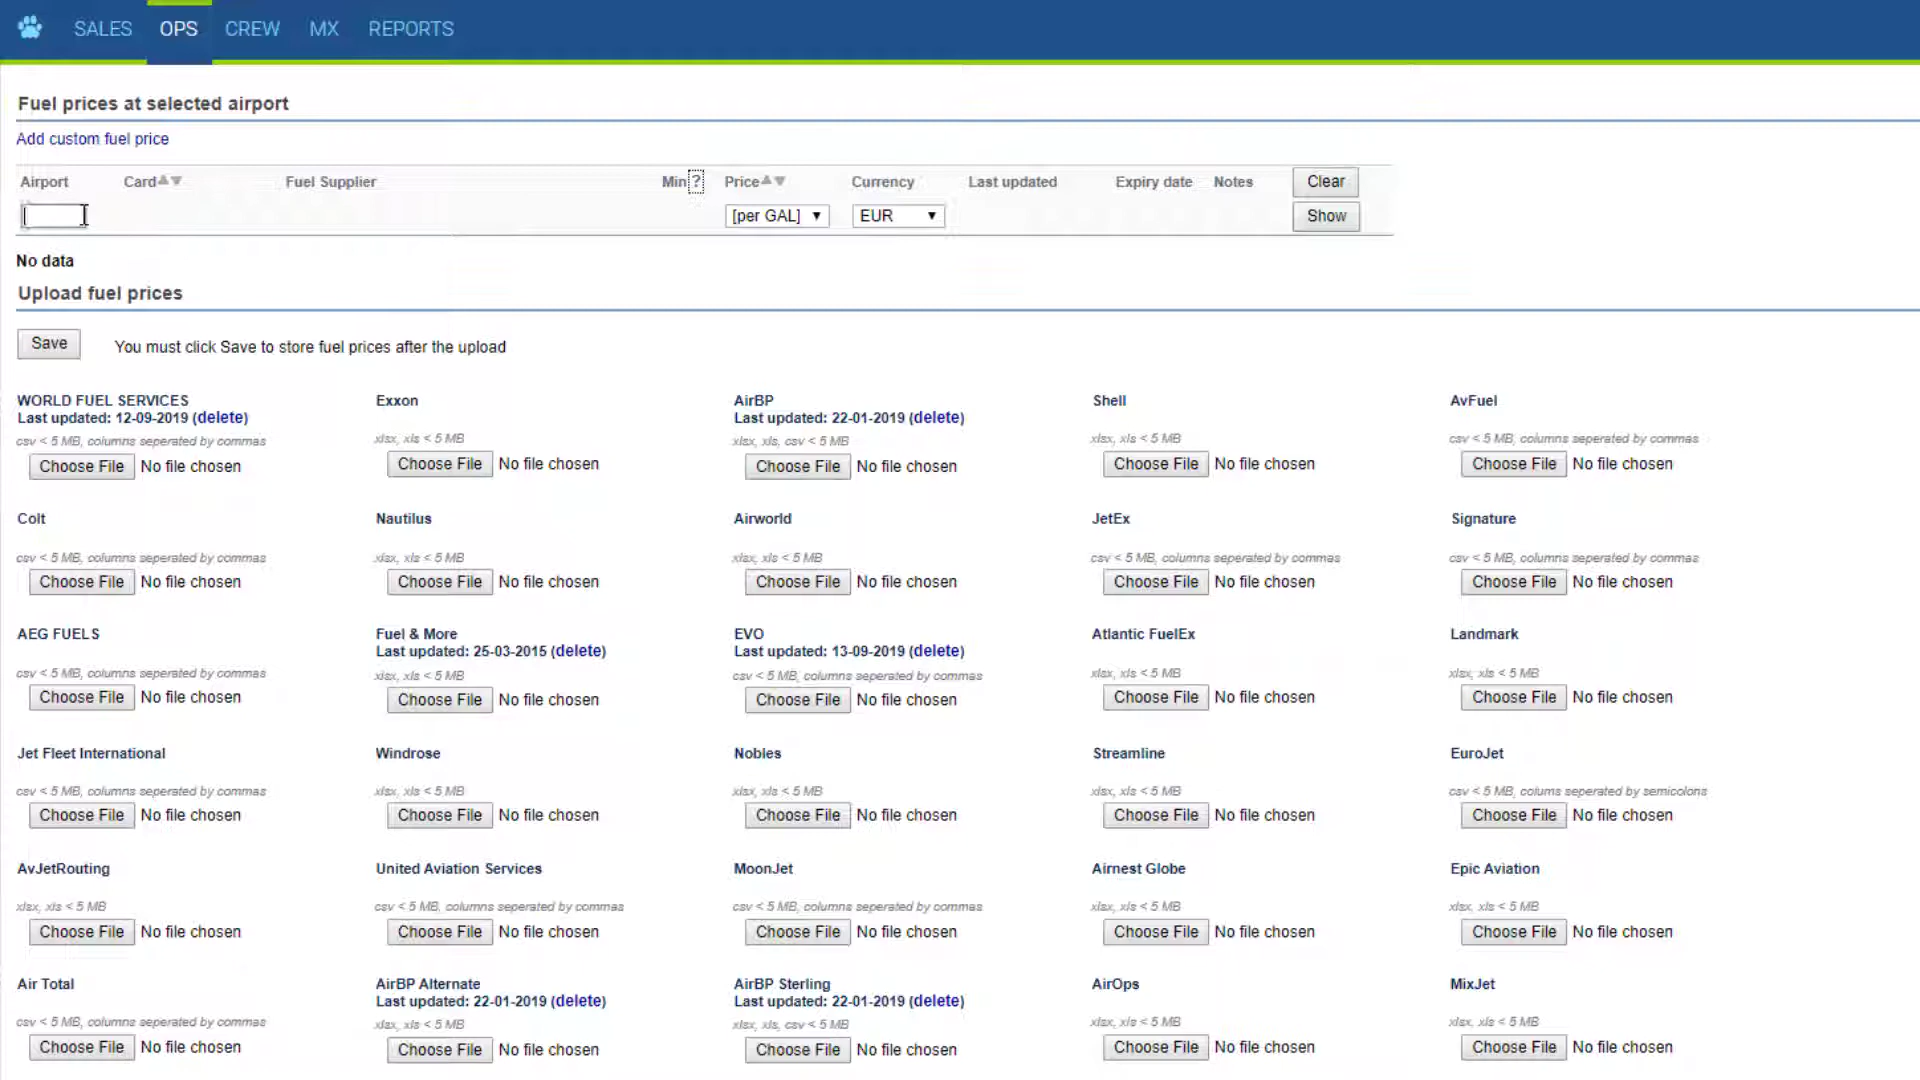 SALES OPS CREW MX REPORTS
Fuel prices at selected airport
Add custom fuel price
Airport Card Fuel Supplier Min ? Price Currency Last updated Expiry date Notes Clear
[per GAL] EUR Show
No data
Upload fuel prices
Save You must click Save to store fuel prices after the upload
WORLD FUEL SERVICES Exxon AirBP Shell AvFuel
Last updated: 12-09-2019 (delete) Last updated: 22-01-2019 (delete)
csv < 5 MB, columns seperated by commas xlsx, xls < 5 MB xlsx, xls, csv < 5 MB xlsx, xls < 5 MB csv < 5 MB, columns seperated by commas
Choose File No file chosen Choose File No file chosen Choose File No file chosen Choose File No file chosen Choose File No file chosen
Colt Nautilus Airworld JetEx Signature
csv < 5 MB, columns seperated by commas xlsx, xls < 5 MB xlsx, xls < 5 MB csv < 5 MB, columns seperated by commas csv < 5 MB, columns seperated by commas
Choose File No file chosen Choose File No file chosen Choose File No file chosen Choose File No file chosen Choose File No file chosen
AEG FUELS Fuel & More EVO Atlantic FuelEx Landmark
Last updated: 25-03-2015 (delete) Last updated: 13-09-2019 (delete)
csv < 5 MB, columns seperated by commas xlsx, xls < 5 MB csv < 5 MB, columns seperated by commas xlsx, xls < 5 MB xlsx, xls < 5 MB
Choose File No file chosen Choose File No file chosen Choose File No file chosen Choose File No file chosen Choose File No file chosen
Jet Fleet International Windrose Nobles Streamline EuroJet
csv < 5 MB, columns seperated by commas xlsx, xls < 5 MB xlsx, xls < 5 MB xlsx, xls < 5 MB csv < 5 MB, colums seperated by semicolons
Choose File No file chosen Choose File No file chosen Choose File No file chosen Choose File No file chosen Choose File No file chosen
AvJetRouting United Aviation Services MoonJet Airnest Globe Epic Aviation
xlsx, xls < 5 MB csv < 5 MB, columns seperated by commas csv < 5 MB, columns seperated by commas xlsx, xls < 5 MB xlsx, xls < 5 MB
Choose File No file chosen Choose File No file chosen Choose File No file chosen Choose File No file chosen Choose File No file chosen
Air Total AirBP Alternate AirBP Sterling AirOps MixJet
Last updated: 22-01-2019 (delete) Last updated: 22-01-2019 (delete)
csv < 5 MB, columns seperated by commas xlsx, xls < 5 MB xlsx, xls, csv < 5 MB xlsx, xls < 5 MB xlsx, xls < 5 MB
Choose File No file chosen Choose File No file chosen Choose File No file chosen Choose File No file chosen Choose File No file chosen